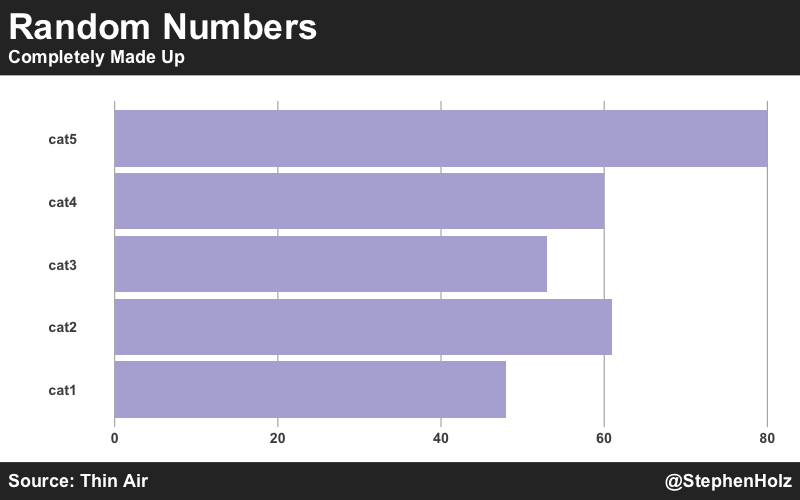 Random Numbers
Completely Made Up
cat5
cat4
cat3
cat2
cat1
0 20 40 60 80
Source: Thin Air @StephenHolz